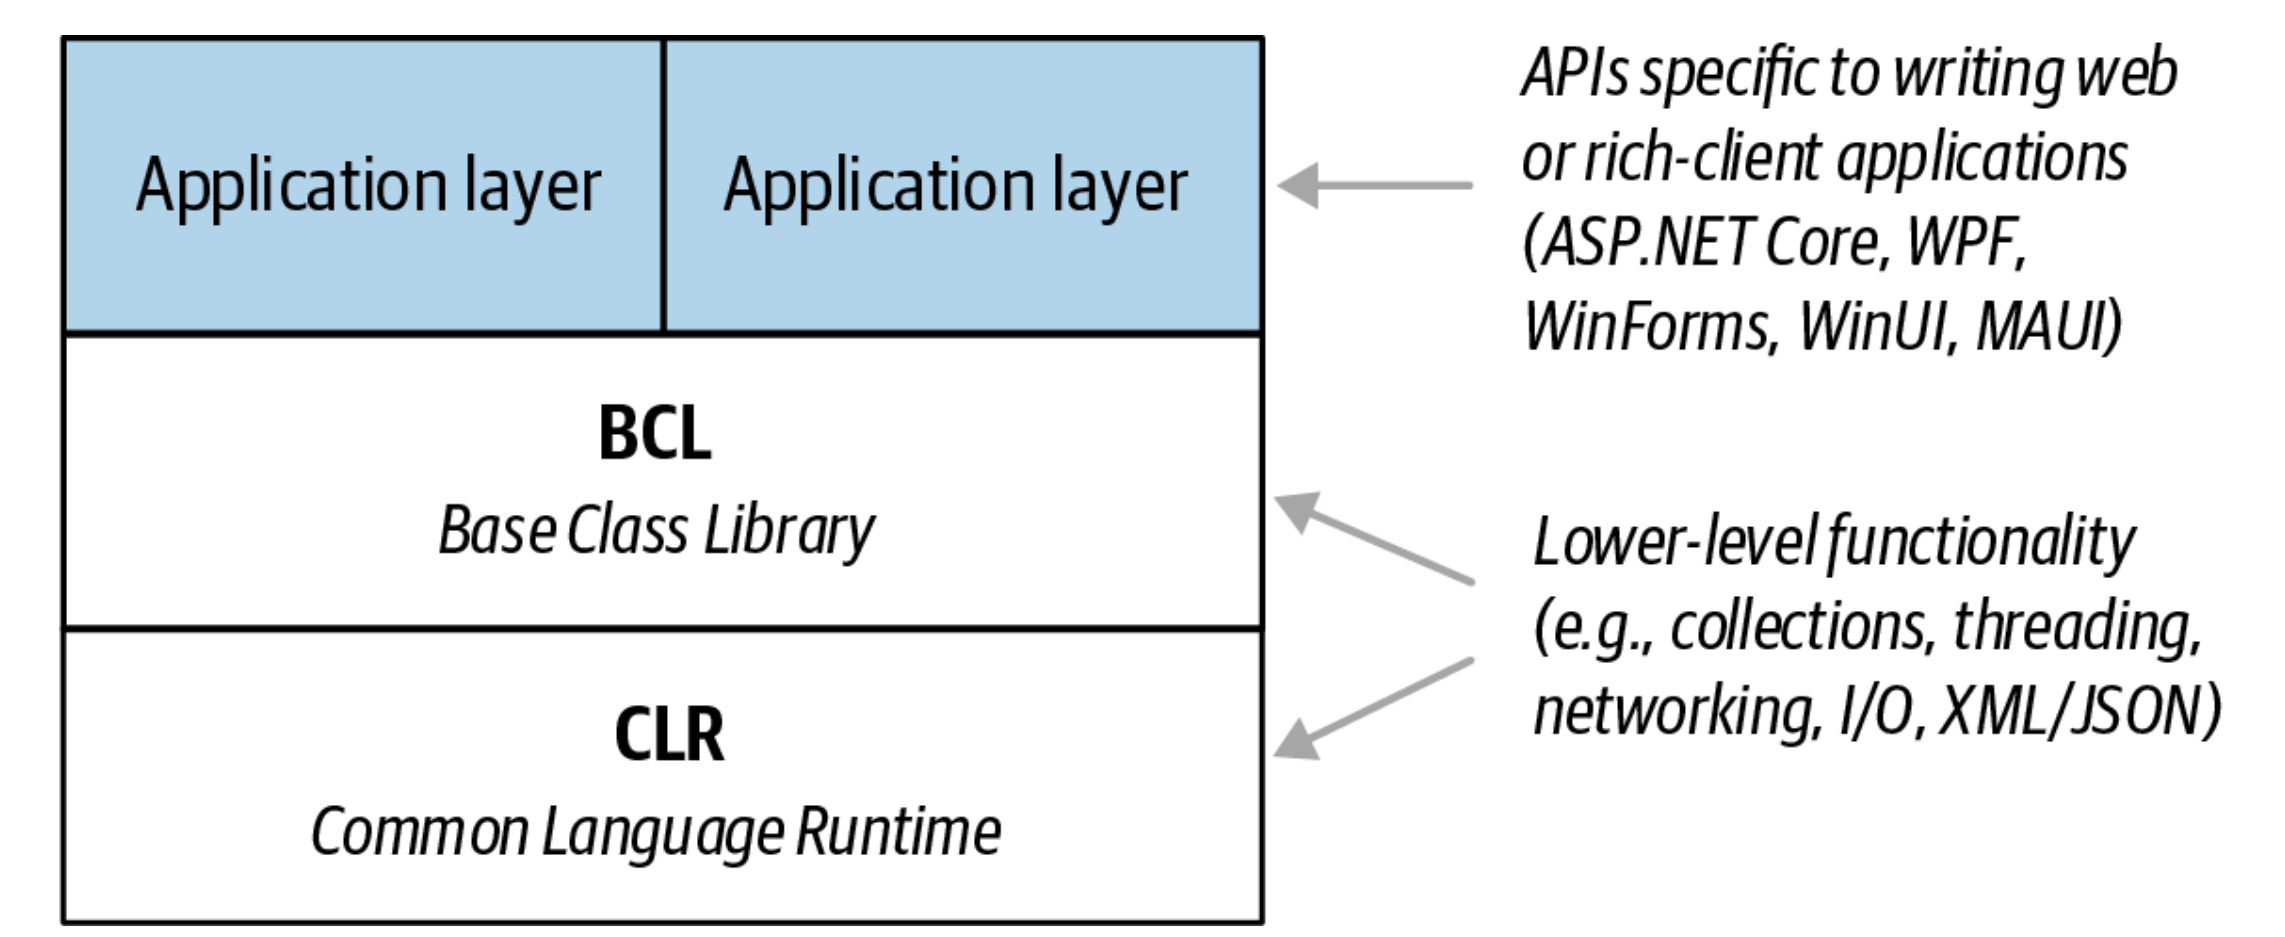 Application layer
Application layer
APIs specific to writing web
or rich-client applications
(ASP.NET Core, WPF,
WinForms, WinUI, MAUI)
BCL
Base Class Library
Lower-level functionality
(e.g., collections, threading,
networking, I/O, XML/JSON)
CLR
Common Language Runtime